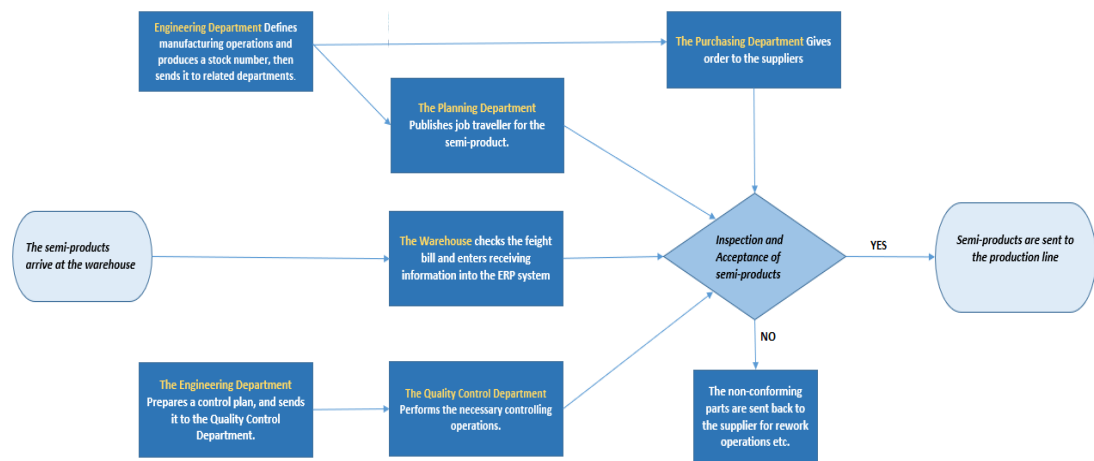 Engineering Department Defines
manufacturing operations and
produces a stock number, then
sends it to related departments.
The Purchasing Department Gives
order to the suppliers
The Planning Department
Publishes job traveller for the
semi-product.
The semi-products
arrive at the warehouse
The Warehouse checks the feight
bill and enters receiving
information into the ERP system
Inspection and
Acceptance of
semi-products
YES
Semi-products are sent to
the production line
NO
The Engineering Department
Prepares a control plan, and sends
it to the Quality Control
Department.
The Quality Control Department
Performs the necessary controlling
operations.
The non-conforming
parts are sent back to
the supplier for rework
operations etc.